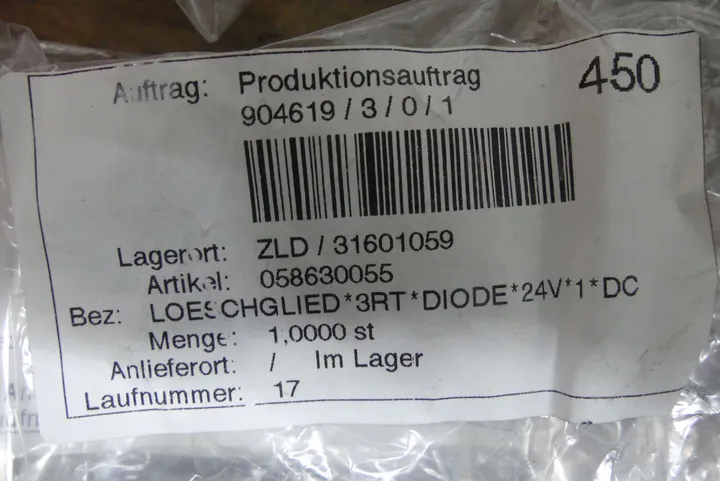 Auftrag: Produktionsauftrag 450
904619 / 3 / 0 / 1
Lagerort: ZLD / 31601059
Artikel: 058630055
Bez: LOESCHGLIED*3RT*DIODE*24V*1*DC
Menge: 1,0000 st
Anlieferort: / Im Lager
Laufnummer: 17